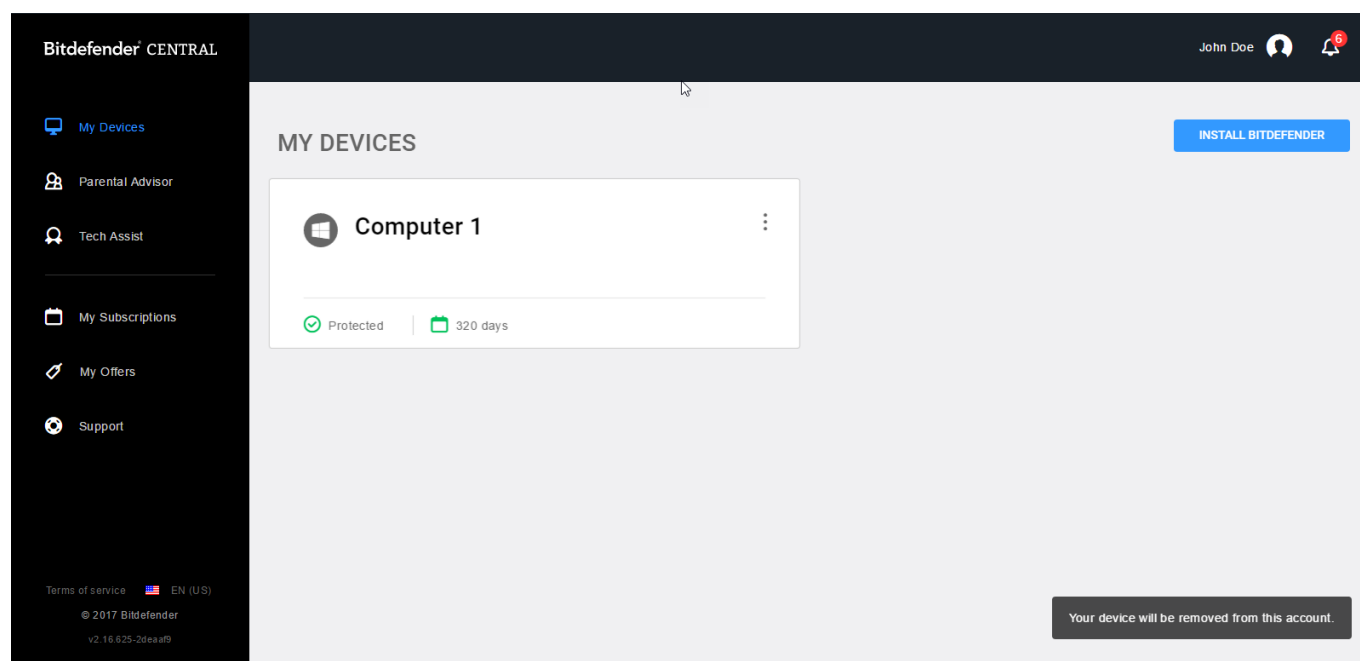 Bitdefender® CENTRAL
John Doe
6
My Devices
Parental Advisor
Tech Assist
My Subscriptions
My Offers
Support
Terms of service EN (US)
© 2017 Bitdefender
v2.16.625-2deaaf9
MY DEVICES
INSTALL BITDEFENDER
Computer 1
Protected
320 days
Your device will be removed from this account.